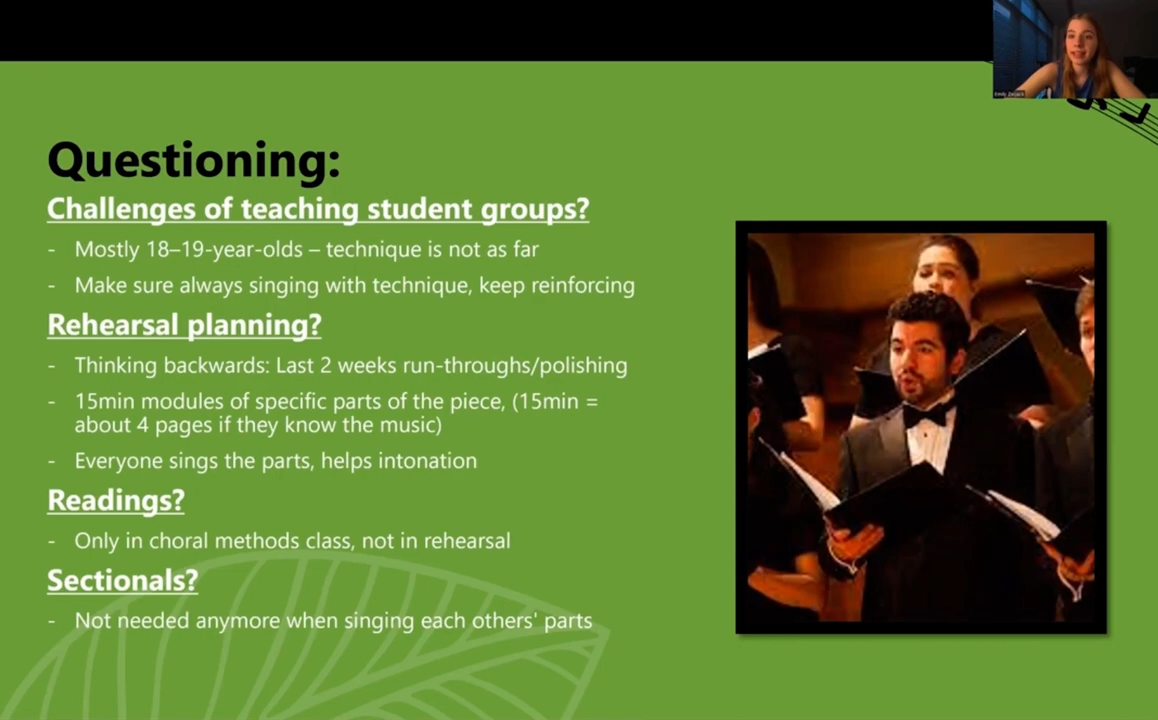 Questioning:
Challenges of teaching student groups?
- Mostly 18–19-year-olds – technique is not as far
- Make sure always singing with technique, keep reinforcing
Rehearsal planning?
- Thinking backwards: Last 2 weeks run-throughs/polishing
- 15min modules of specific parts of the piece, (15min =
about 4 pages if they know the music)
- Everyone sings the parts, helps intonation
Readings?
- Only in choral methods class, not in rehearsal
Sectionals?
- Not needed anymore when singing each others' parts